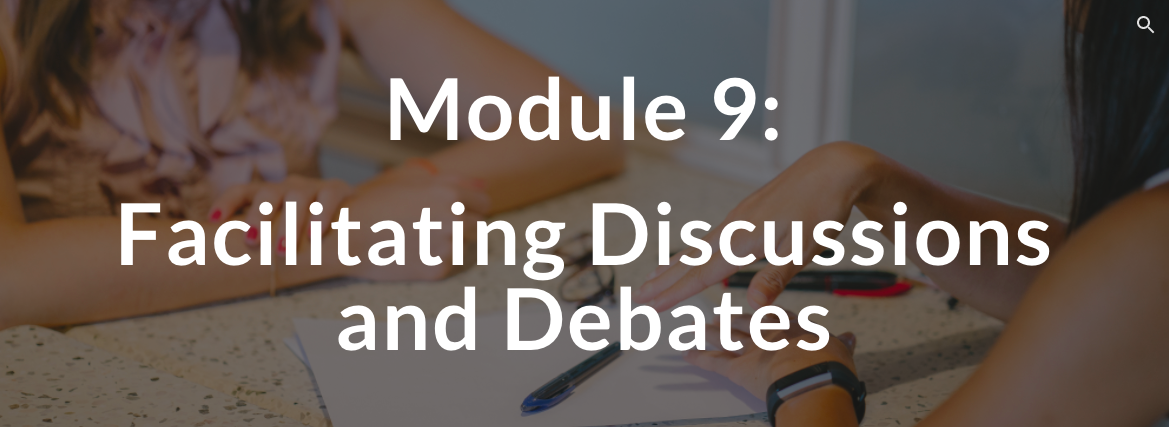 Module 9:
Facilitating Discussions
and Debates